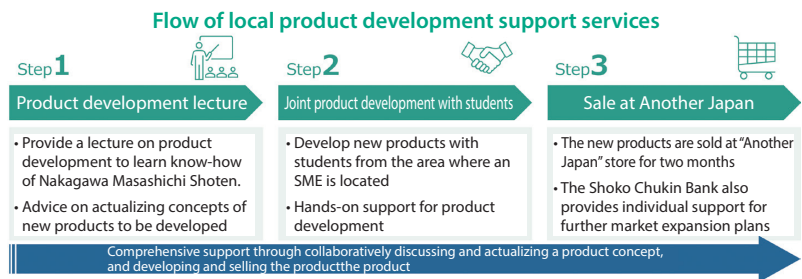 Flow of local product development support services
Step1
Product development lecture
• Provide a lecture on product
development to learn know-how
of Nakagawa Masashichi Shoten.
• Advice on actualizing concepts of
new products to be developed
Step2
Joint product development with students
• Develop new products with
students from the area where an
SME is located
• Hands-on support for product
development
Step3
Sale at Another Japan
• The new products are sold at “Another
Japan” store for two months
• The Shoko Chukin Bank also
provides individual support for
further market expansion plans
Comprehensive support through collaboratively discussing and actualizing a product concept,
and developing and selling the productthe product